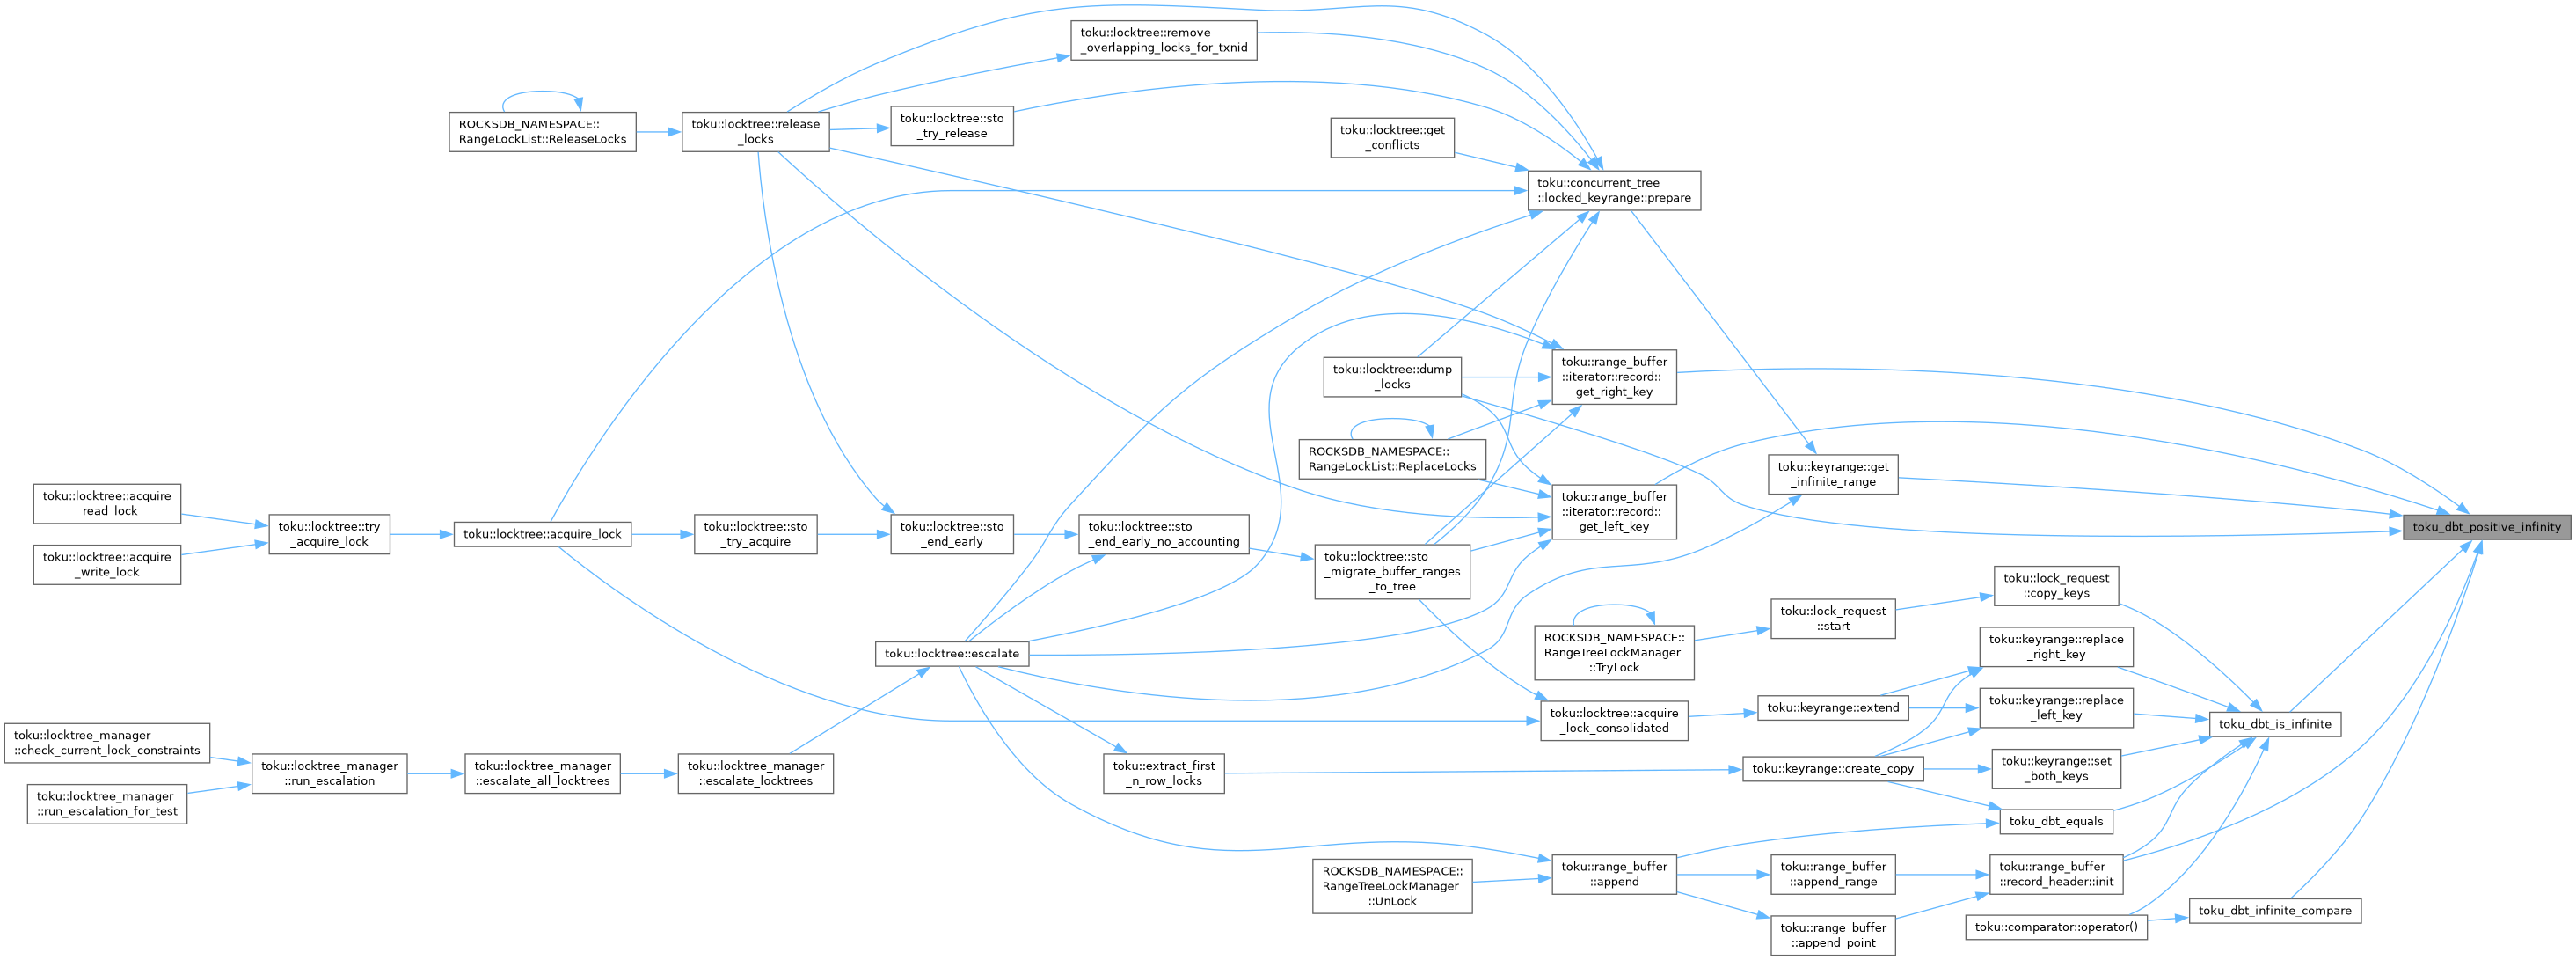 toku::locktree::remove
_overlapping_locks_for_txnid
ROCKSDB_NAMESPACE::
RangeLockList::ReleaseLocks
toku::locktree::release
_locks
toku::locktree::sto
_try_release
toku::locktree::get
_conflicts
toku::concurrent_tree
::locked_keyrange::prepare
toku::locktree::dump
_locks
toku::range_buffer
::iterator::record::
get_right_key
ROCKSDB_NAMESPACE::
RangeLockList::ReplaceLocks
toku::keyrange::get
_infinite_range
toku::range_buffer
::iterator::record::
get_left_key
toku::locktree::acquire
_read_lock
toku::locktree::acquire
_write_lock
toku::locktree::try
_acquire_lock
toku::locktree::acquire_lock
toku::locktree::sto
_try_acquire
toku::locktree::sto
_end_early
toku::locktree::sto
_end_early_no_accounting
toku::locktree::sto
_migrate_buffer_ranges
_to_tree
toku_dbt_positive_infinity
toku::lock_request
::copy_keys
toku::lock_request
::start
ROCKSDB_NAMESPACE::
RangeTreeLockManager
::TryLock
toku::keyrange::replace
_right_key
toku::locktree::escalate
toku::keyrange::replace
_left_key
toku::keyrange::extend
toku::locktree::acquire
_lock_consolidated
toku_dbt_is_infinite
toku::locktree_manager
::check_current_lock_constraints
toku::locktree_manager
::run_escalation_for_test
toku::locktree_manager
::run_escalation
toku::locktree_manager
::escalate_all_locktrees
toku::locktree_manager
::escalate_locktrees
toku::extract_first
_n_row_locks
toku::keyrange::create_copy
toku::keyrange::set
_both_keys
toku_dbt_equals
ROCKSDB_NAMESPACE::
RangeTreeLockManager
::UnLock
toku::range_buffer
::append
toku::range_buffer
::append_range
toku::range_buffer
::record_header::init
toku::range_buffer
::append_point
toku::comparator::operator()
toku_dbt_infinite_compare